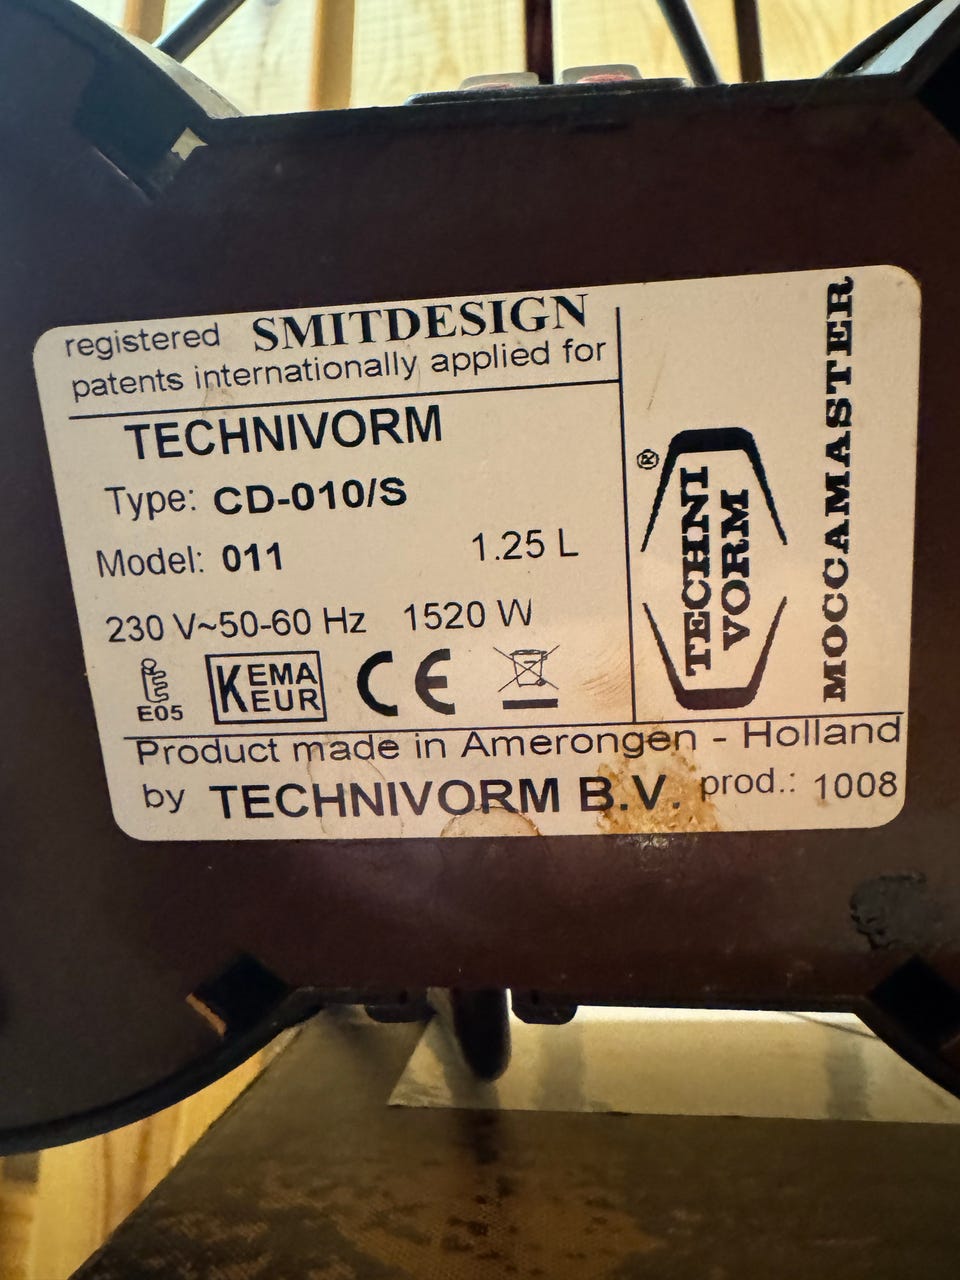 registered SMITDESIGN
patents internationally applied for
TECHNIVORM
Type: CD-010/S
Model: 011 1.25 L
230 V~50-60 Hz 1520 W
E05 KEMA EUR CE
Product made in Amerongen - Holland
by TECHNIVORM B.V. prod.: 1008
® TECHNI
VORM
MOCCAMASTER